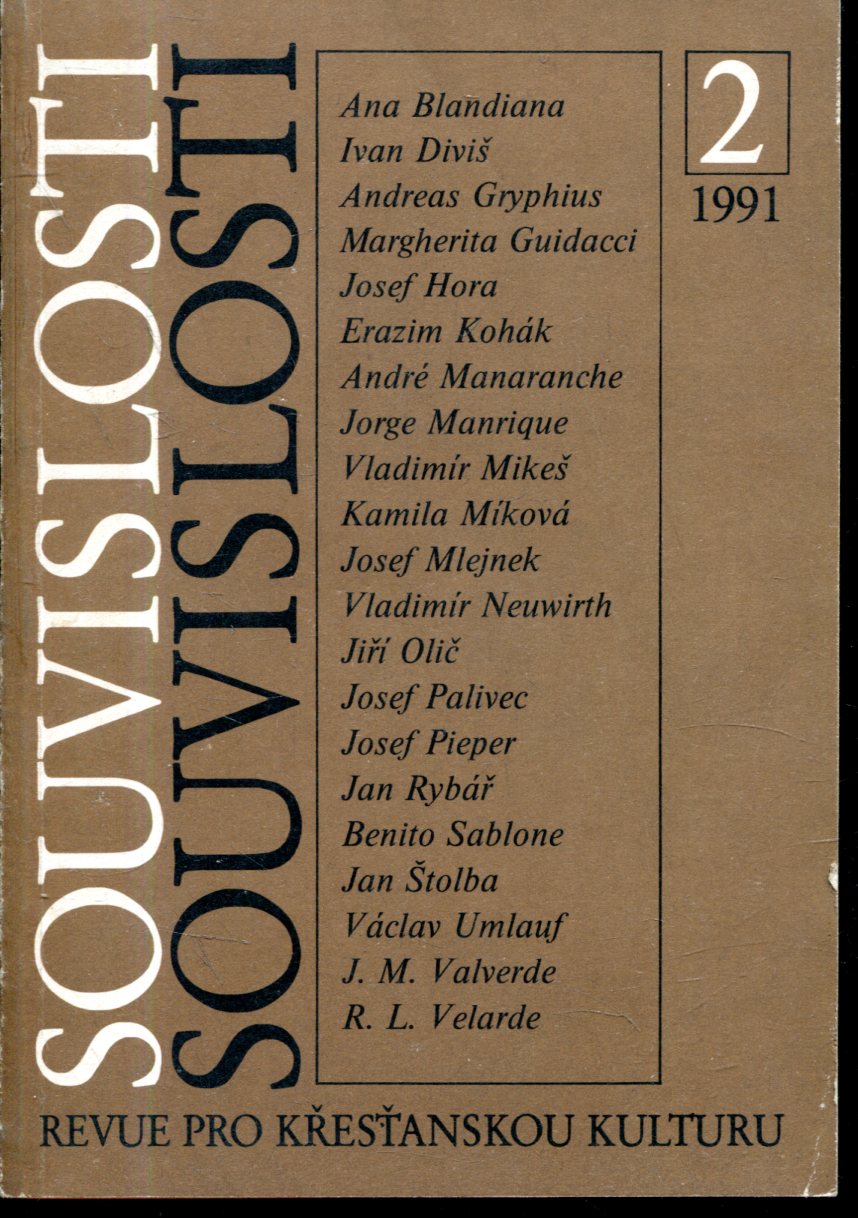 SOUVISLOSTI
SOUVISLOSTI
Ana Blandiana
Ivan Diviš
Andreas Gryphius
Margherita Guidacci
Josef Hora
Erazim Kohák
André Manaranche
Jorge Manrique
Vladimír Mikeš
Kamila Míková
Josef Mlejnek
Vladimír Neuwirth
Jiří Olič
Josef Palivec
Josef Pieper
Jan Rybář
Benito Sablone
Jan Štolba
Václav Umlauf
J. M. Valverde
R. L. Velarde
2
1991
REVUE PRO KŘESŤANSKOU KULTURU